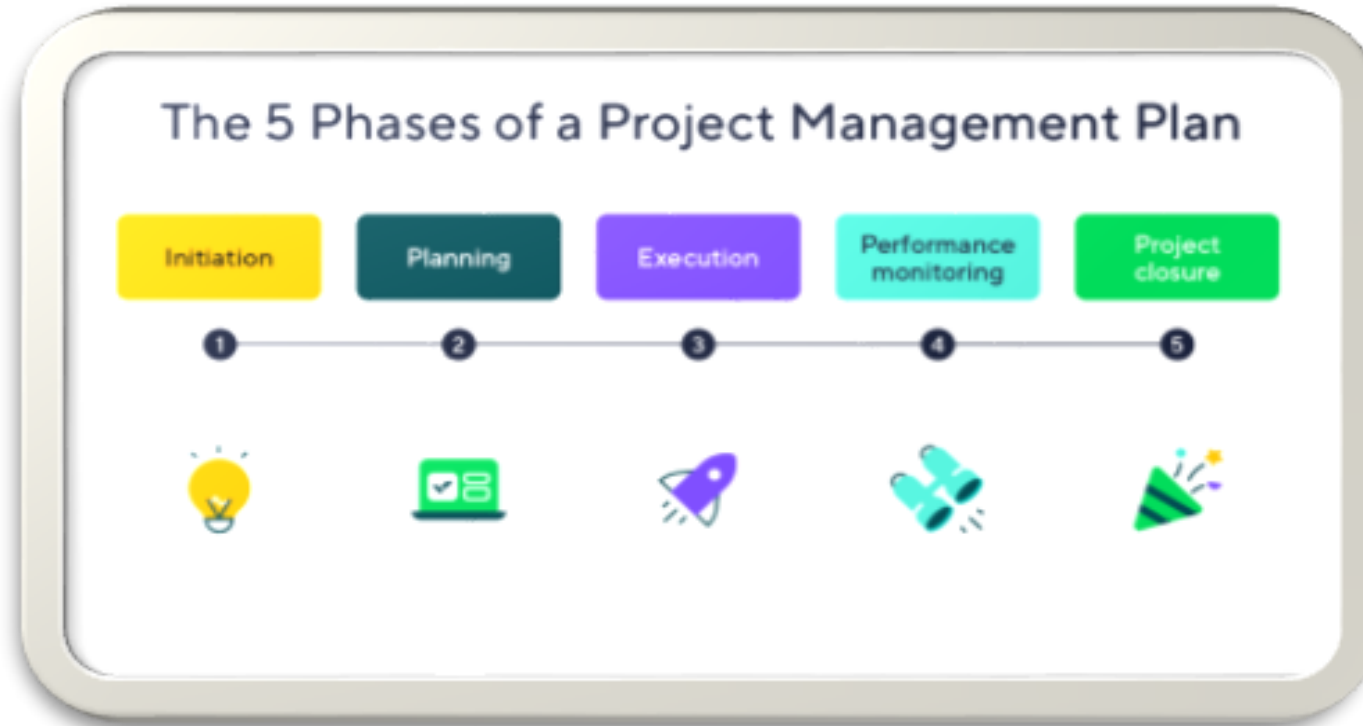 The 5 Phases of a Project Management Plan
Initiation
Planning
Execution
Performance
monitoring
Project
closure
1
2
3
4
5